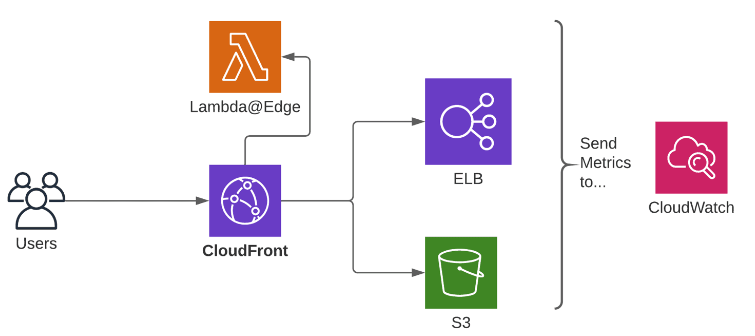 Lambda@Edge
Users
CloudFront
ELB
S3
Send
Metrics
to...
CloudWatch